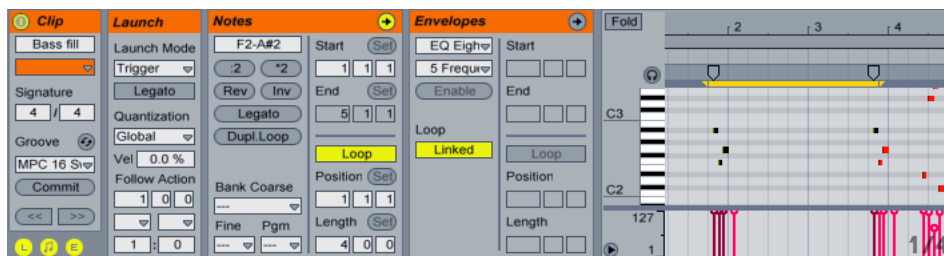 Clip
Bass fill
Signature
4 / 4
Groove
MPC 16 Sw
Commit
<< >>
L E
Launch
Launch Mode
Trigger
Legato
Quantization
Global
Vel 0.0 %
Follow Action
1 0 0
1 : 0
Notes
F2-A#2
:2 *2
Rev Inv
Legato
Dupl.Loop
Bank Coarse
---
Fine Pgm
--- ---
Start Set
1 1 1
End Set
5 1 1
Loop
Position Set
1 1 1
Length Set
4 0 0
Envelopes
EQ Eigh
5 Frequ
Enable
Loop
Linked
Start
End
Loop
Position
Length
Fold
2 3 4
C3
C2
127
1
1/4